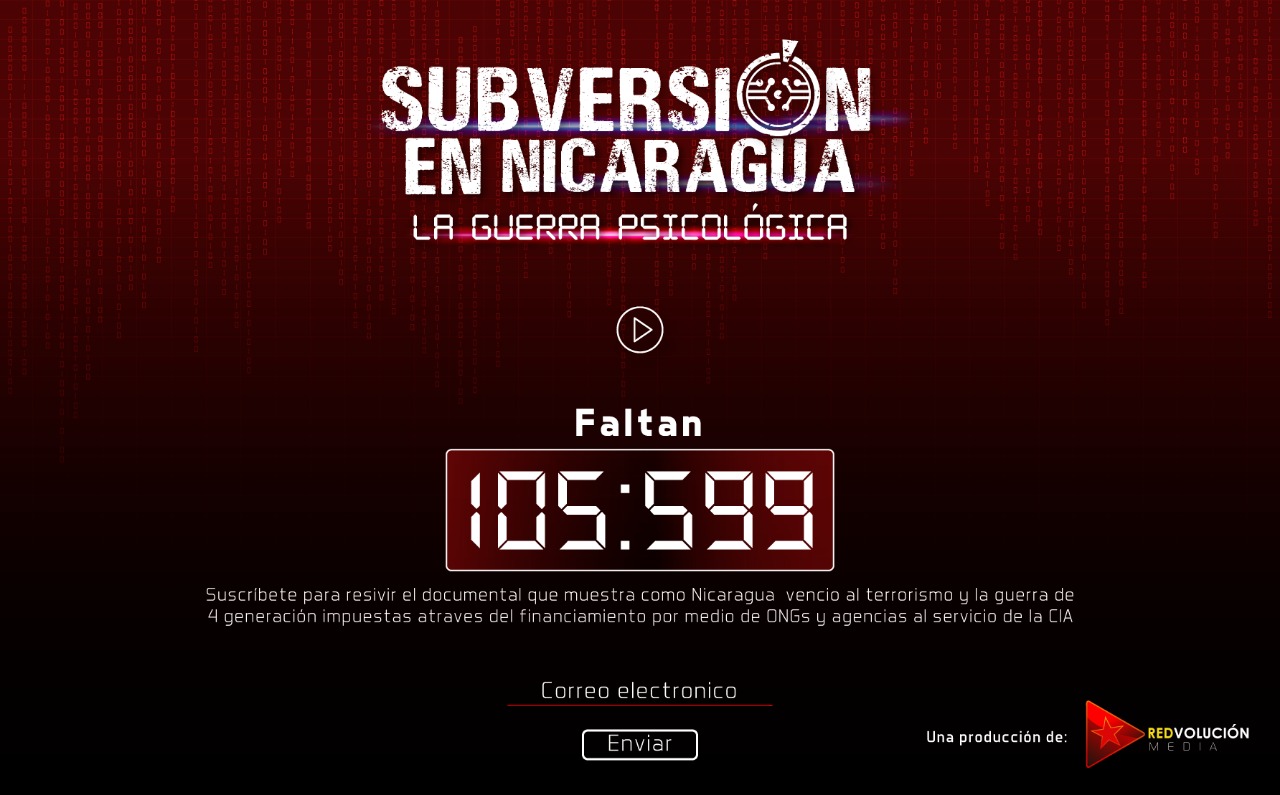 SUBVERSIÓN
EN NICARAGUA
LA GUERRA PSICOLÓGICA
Faltan
105:599
Suscríbete para resivir el documental que muestra como Nicaragua vencio al terrorismo y la guerra de
4 generación impuestas atraves del financiamiento por medio de ONGs y agencias al servicio de la CIA
Correo electronico
Enviar
Una producción de:
REDVOLUCIÓN
MEDIA